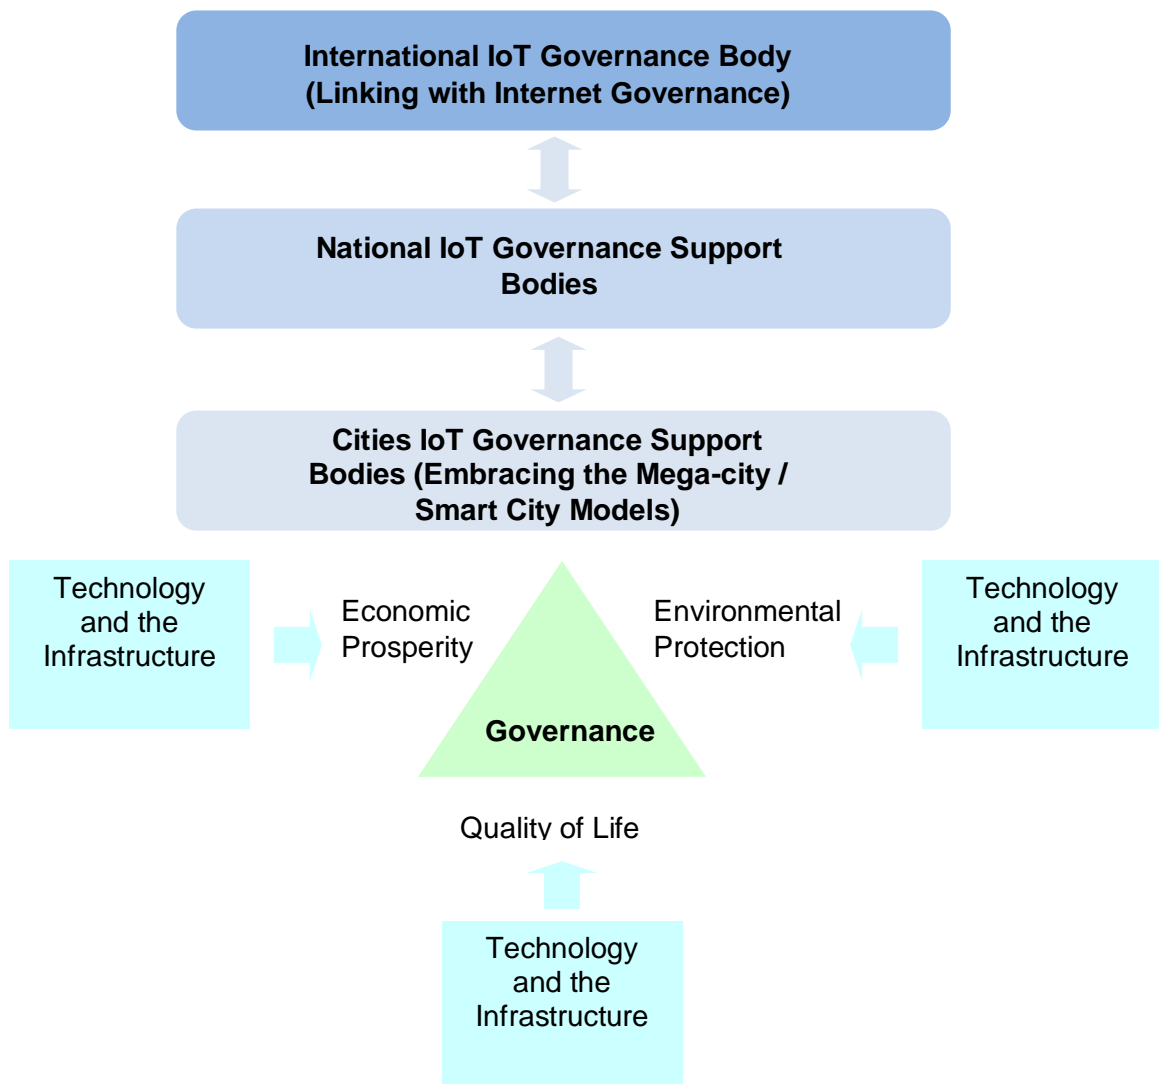 International IoT Governance Body
(Linking with Internet Governance)
National IoT Governance Support
Bodies
Cities IoT Governance Support
Bodies (Embracing the Mega-city /
Smart City Models)
Technology
and the
Infrastructure
Economic
Prosperity
Environmental
Protection
Technology
and the
Infrastructure
Governance
Quality of Life
Technology
and the
Infrastructure